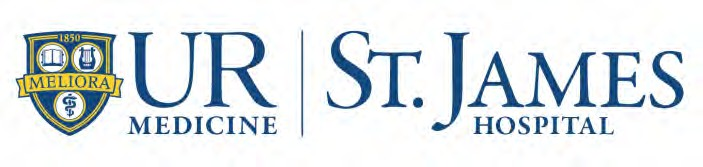 1850
MELIORA
UR
MEDICINE
ST. JAMES
HOSPITAL